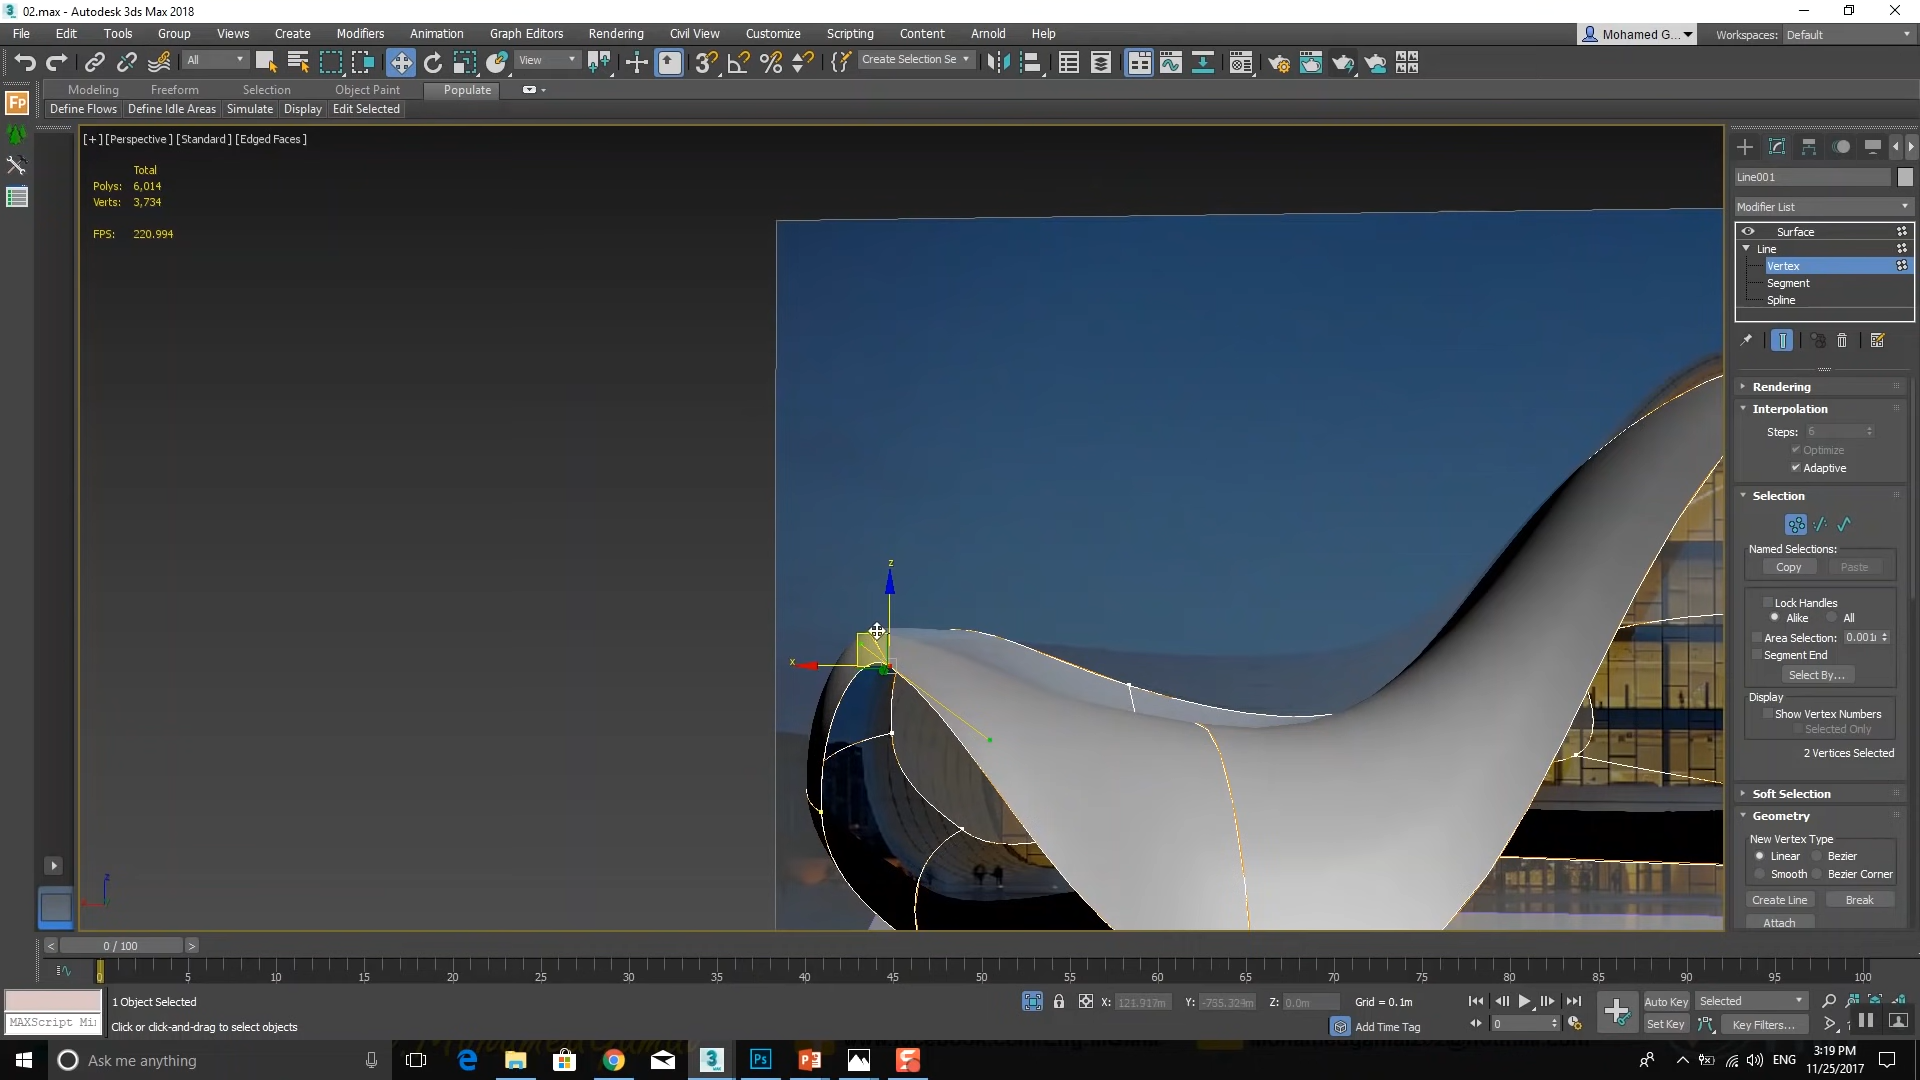 02.max - Autodesk 3ds Max 2018
File Edit Tools Group Views Create Modifiers Animation Graph Editors Rendering Civil View Customize Scripting Content Arnold Help
Mohamed G...
Workspaces: Default
All
View
Create Selection Se
Modeling Freeform Selection Object Paint Populate
Define Flows Define Idle Areas Simulate Display Edit Selected
Fp
[+] [Perspective] [Standard] [Edged Faces]
Total
Polys: 6,014
Verts: 3,734
FPS: 220.994
z
x
z
Line001
Modifier List
Surface
Line
Vertex
Segment
Spline
Rendering
Interpolation
Steps: 6
Optimize
Adaptive
Selection
Named Selections:
Copy Paste
Lock Handles
Alike All
Area Selection: 0.001
Segment End
Select By...
Display
Show Vertex Numbers
Selected Only
2 Vertices Selected
Soft Selection
Geometry
New Vertex Type
Linear Bezier
Smooth Bezier Corner
Create Line Break
Attach
< 0 / 100 >
0 5 10 15 20 25 30 35 40 45 50 55 60 65 70 75 80 85 90 95 100
1 Object Selected
X: 121.917m Y: -785.324m Z: 0.0m Grid = 0.1m
Auto Key Selected
MAXScript Mi
Click or click-and-drag to select objects
Add Time Tag
0
Set Key Key Filters...
Ask me anything
Ps
ENG
3:19 PM
11/25/2017